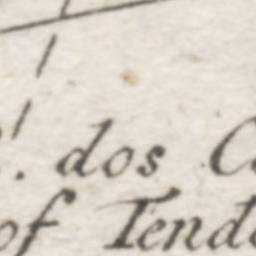 . dos C
of Tend